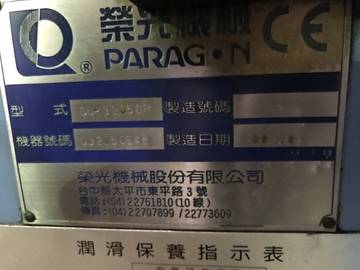 榮光機械
PARAGON
CE
®
型式
製造號碼
機器號碼
製造日期
榮光機械股份有限公司
台中縣太平市東平路3號
電話:(04)22751810(10線)
傳真:(04)22707899/22773609
潤滑保養指示表